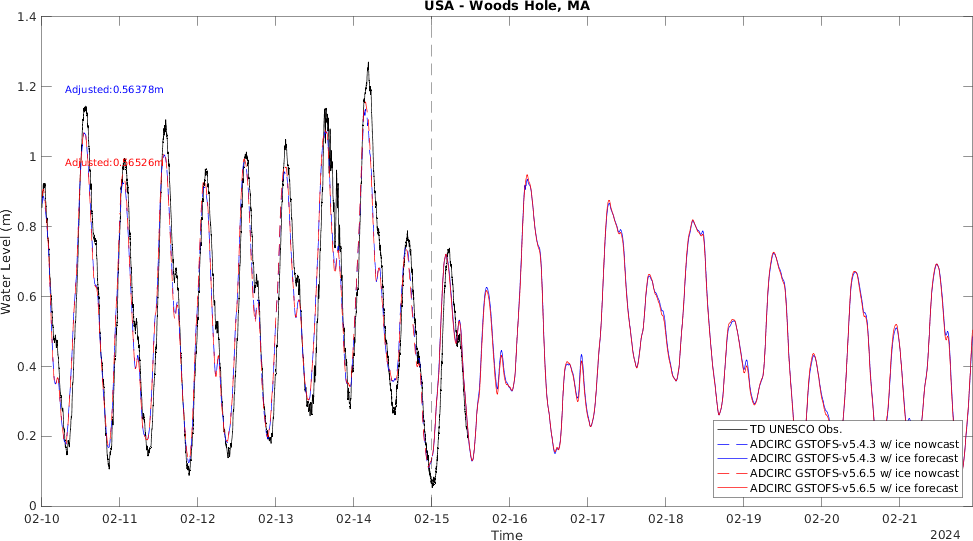 USA - Woods Hole, MA
1.4
1.2
1
0.8
0.6
0.4
0.2
0
Water Level (m)
Adjusted:0.56378m
Adjusted:0.56526m
TD UNESCO Obs.
ADCIRC GSTOFS-v5.4.3 w/ ice nowcast
ADCIRC GSTOFS-v5.4.3 w/ ice forecast
ADCIRC GSTOFS-v5.6.5 w/ ice nowcast
ADCIRC GSTOFS-v5.6.5 w/ ice forecast
02-10 02-11 02-12 02-13 02-14 02-15 02-16 02-17 02-18 02-19 02-20 02-21
Time
2024